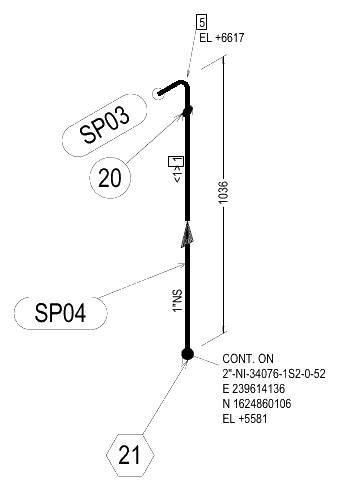 5
EL +6617
SP03
20
<1> 1
1036
SP04
1"NS
CONT. ON
2"-NI-34076-1S2-0-52
E 239614136
N 1624860106
EL +5581
21